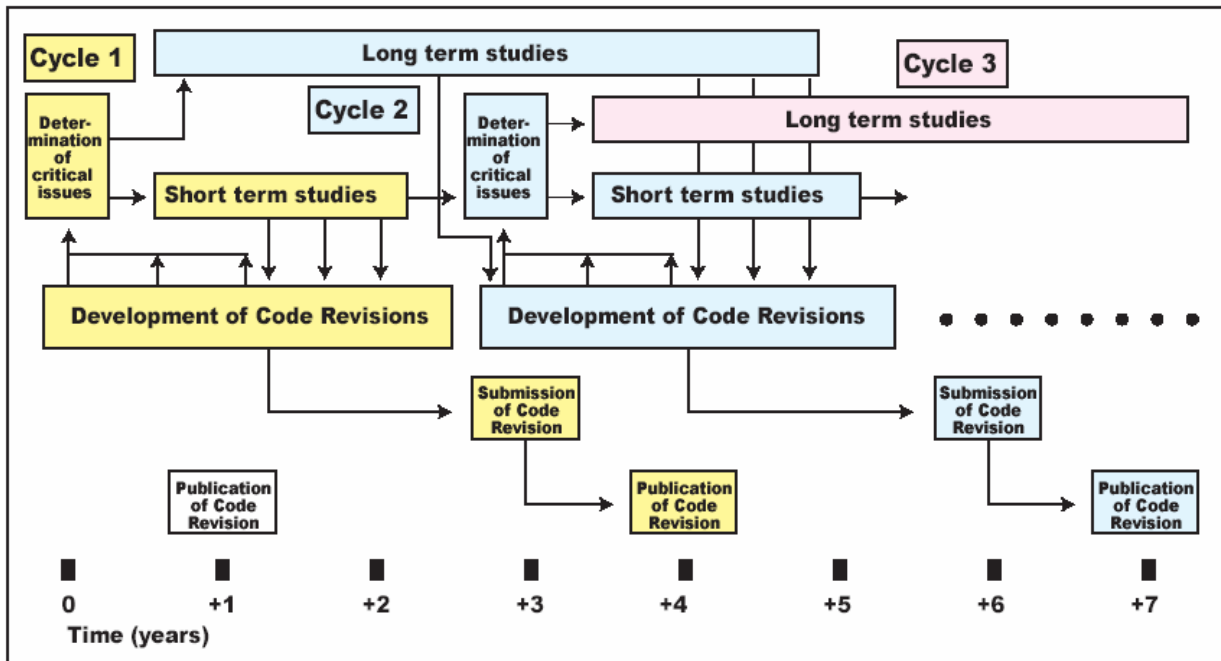 Cycle 1
Long term studies
Cycle 3
Cycle 2
Deter-
mination
of
critical
issues
Deter-
mination
of
critical
issues
Long term studies
Short term studies
Short term studies
Development of Code Revisions
Development of Code Revisions
Submission
of Code
Revision
Submission
of Code
Revision
Publication
of Code
Revision
Publication
of Code
Revision
Publication
of Code
Revision
0 +1 +2 +3 +4 +5 +6 +7
Time (years)